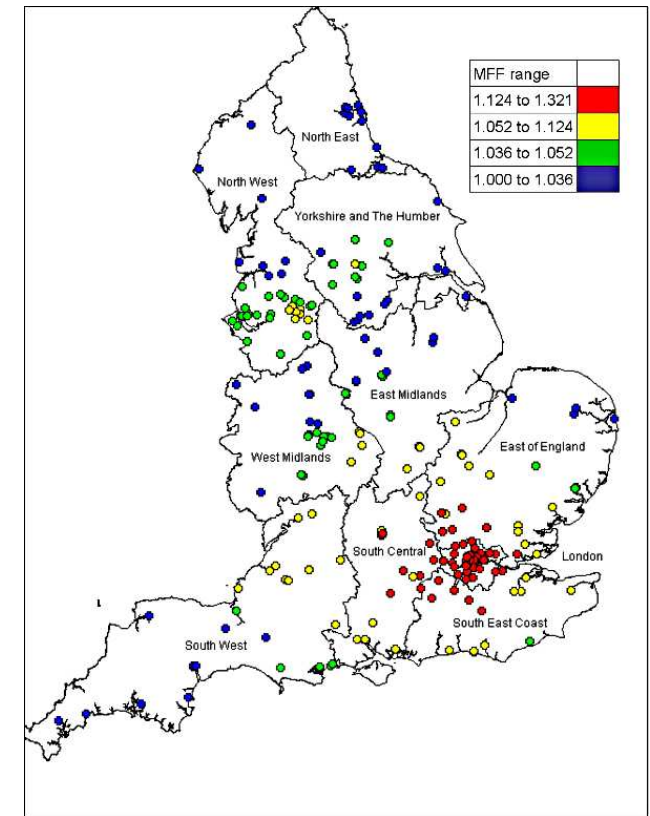 MFF range
1.124 to 1.321
1.052 to 1.124
1.036 to 1.052
1.000 to 1.036
North East
North West
Yorkshire and The Humber
East Midlands
West Midlands
East of England
South Central
London
South East Coast
South West